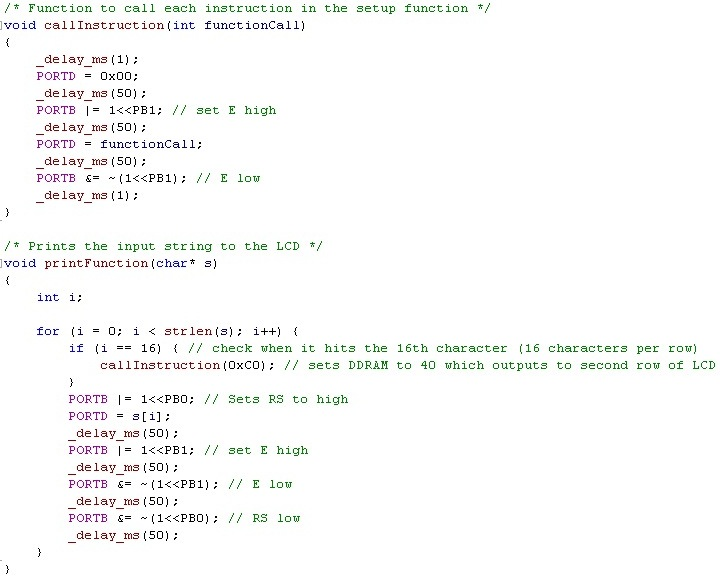 /* Function to call each instruction in the setup function */
void callInstruction(int functionCall)
{
    _delay_ms(1);
    PORTD = 0x00;
    _delay_ms(50);
    PORTB |= 1<<PB1; // set E high
    _delay_ms(50);
    PORTD = functionCall;
    _delay_ms(50);
    PORTB &= ~(1<<PB1); // E low
    _delay_ms(1);
}
/* Prints the input string to the LCD */
void printFunction(char* s)
{
    int i;
    for (i = 0; i < strlen(s); i++) {
        if (i == 16) { // check when it hits the 16th character (16 characters per row)
            callInstruction(0xC0); // sets DDRAM to 40 which outputs to second row of LCD
        }
        PORTB |= 1<<PB0; // Sets RS to high
        PORTD = s[i];
        _delay_ms(50);
        PORTB |= 1<<PB1; // set E high
        _delay_ms(50);
        PORTB &= ~(1<<PB1); // E low
        _delay_ms(50);
        PORTB &= ~(1<<PB0); // RS low
        _delay_ms(50);
    }
}